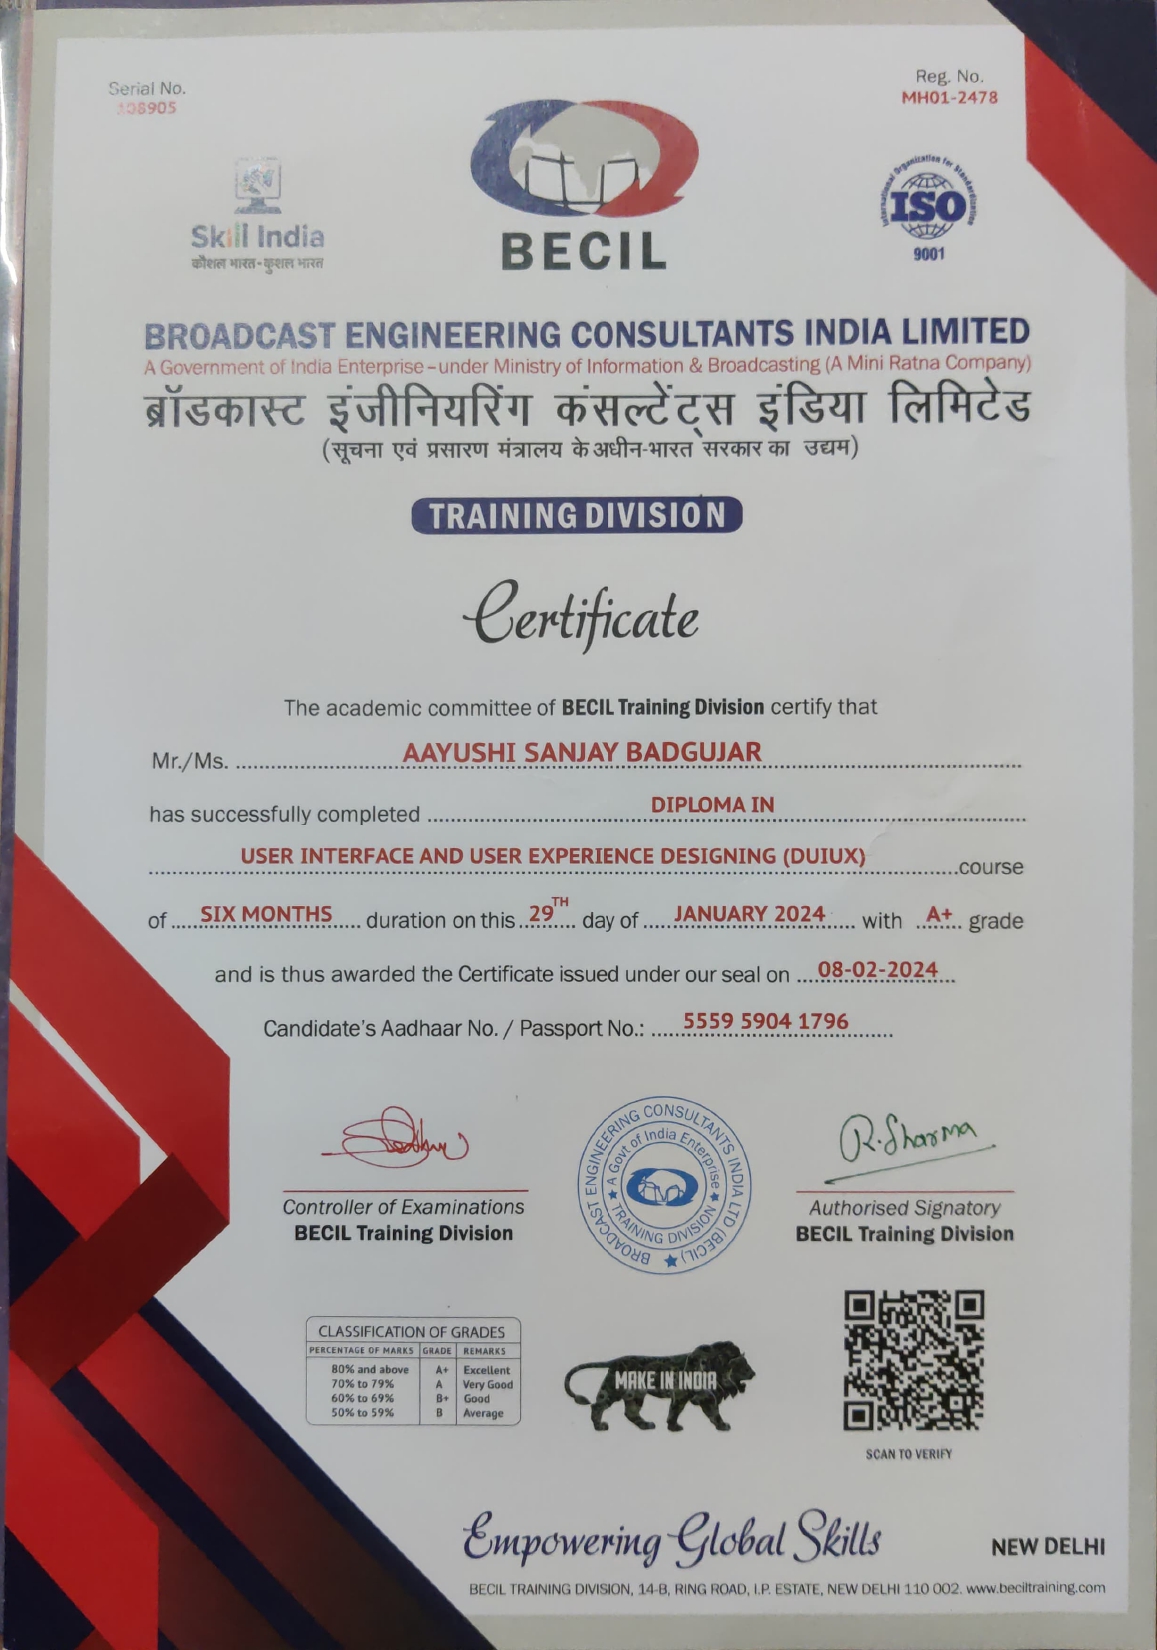 Serial No.
Reg. No.
MH01-2478
Skill India
कौशल भारत-कुशल भारत
BECIL
International Organization for Standardization
ISO
9001
BROADCAST ENGINEERING CONSULTANTS INDIA LIMITED
A Government of India Enterprise – under Ministry of Information & Broadcasting (A Mini Ratna Company)
ब्रॉडकास्ट इंजीनियरिंग कंसल्टेंट्स इंडिया लिमिटेड
(सूचना एवं प्रसारण मंत्रालय के अधीन-भारत सरकार का उद्यम)
TRAINING DIVISION
Certificate
The academic committee of BECIL Training Division certify that
Mr./Ms. AAYUSHI SANJAY BADGUJAR
has successfully completed DIPLOMA IN
USER INTERFACE AND USER EXPERIENCE DESIGNING (DUIUX) course
of SIX MONTHS duration on this 29TH day of JANUARY 2024 with A+ grade
and is thus awarded the Certificate issued under our seal on 08-02-2024
Candidate's Aadhaar No. / Passport No.: 5559 5904 1796
R. Sharma
BROADCAST ENGINEERING CONSULTANTS INDIA LTD (BECIL)
A Govt of India Enterprise
TRAINING DIVISION
Controller of Examinations
BECIL Training Division
Authorised Signatory
BECIL Training Division
CLASSIFICATION OF GRADES
PERCENTAGE OF MARKS GRADE REMARKS
80% and above A+ Excellent
70% to 79% A Very Good
60% to 69% B+ Good
50% to 59% B Average
MAKE IN INDIA
SCAN TO VERIFY
Empowering Global Skills
NEW DELHI
BECIL TRAINING DIVISION, 14-B, RING ROAD, I.P. ESTATE, NEW DELHI 110 002. www.beciltraining.com